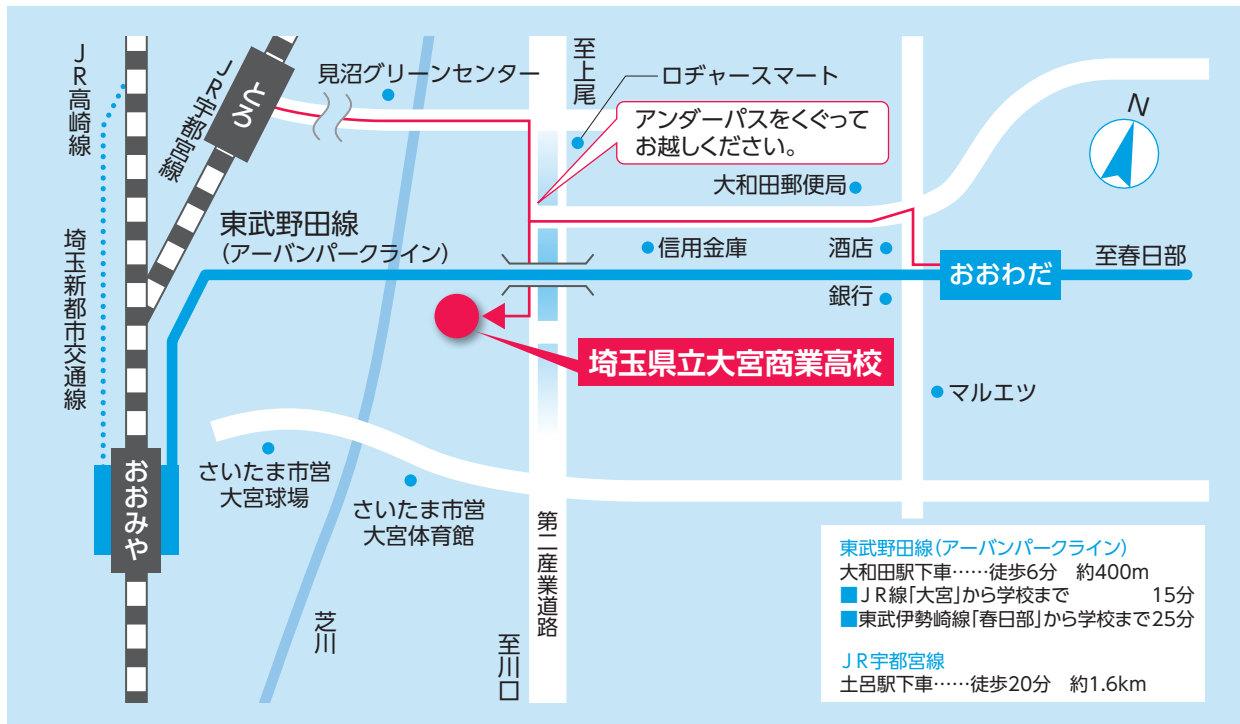 JR高崎線
とろ
JR宇都宮線
見沼グリーンセンター
至上尾
ロヂャースマート
アンダーパスをくぐって
お越しください。
N
大和田郵便局
東武野田線
(アーバンパークライン)
信用金庫
酒店
至春日部
おおわだ
銀行
埼玉新都市交通線
埼玉県立大宮商業高校
マルエツ
おおみや
さいたま市営
大宮球場
さいたま市営
大宮体育館
第二産業道路
芝川
至川口
東武野田線(アーバンパークライン)
大和田駅下車……徒歩6分 約400m
■JR線「大宮」から学校まで 15分
■東武伊勢崎線「春日部」から学校まで25分
JR宇都宮線
土呂駅下車……徒歩20分 約1.6km